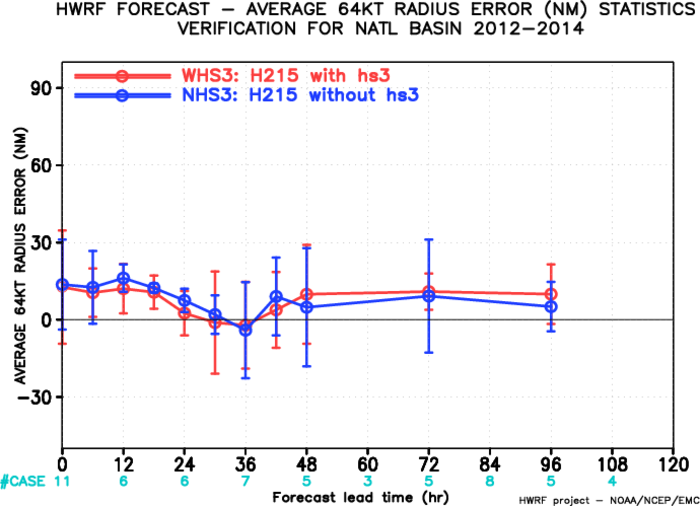 HWRF FORECAST – AVERAGE 64KT RADIUS ERROR (NM) STATISTICS
VERIFICATION FOR NATL BASIN 2012–2014
WHS3: H215 with hs3
NHS3: H215 without hs3
AVERAGE 64KT RADIUS ERROR (NM)
90
60
30
0
–30
0 12 24 36 48 60 72 84 96 108 120
#CASE 11 6 6 7 5 3 5 8 5 4
Forecast lead time (hr)
HWRF project – NOAA/NCEP/EMC